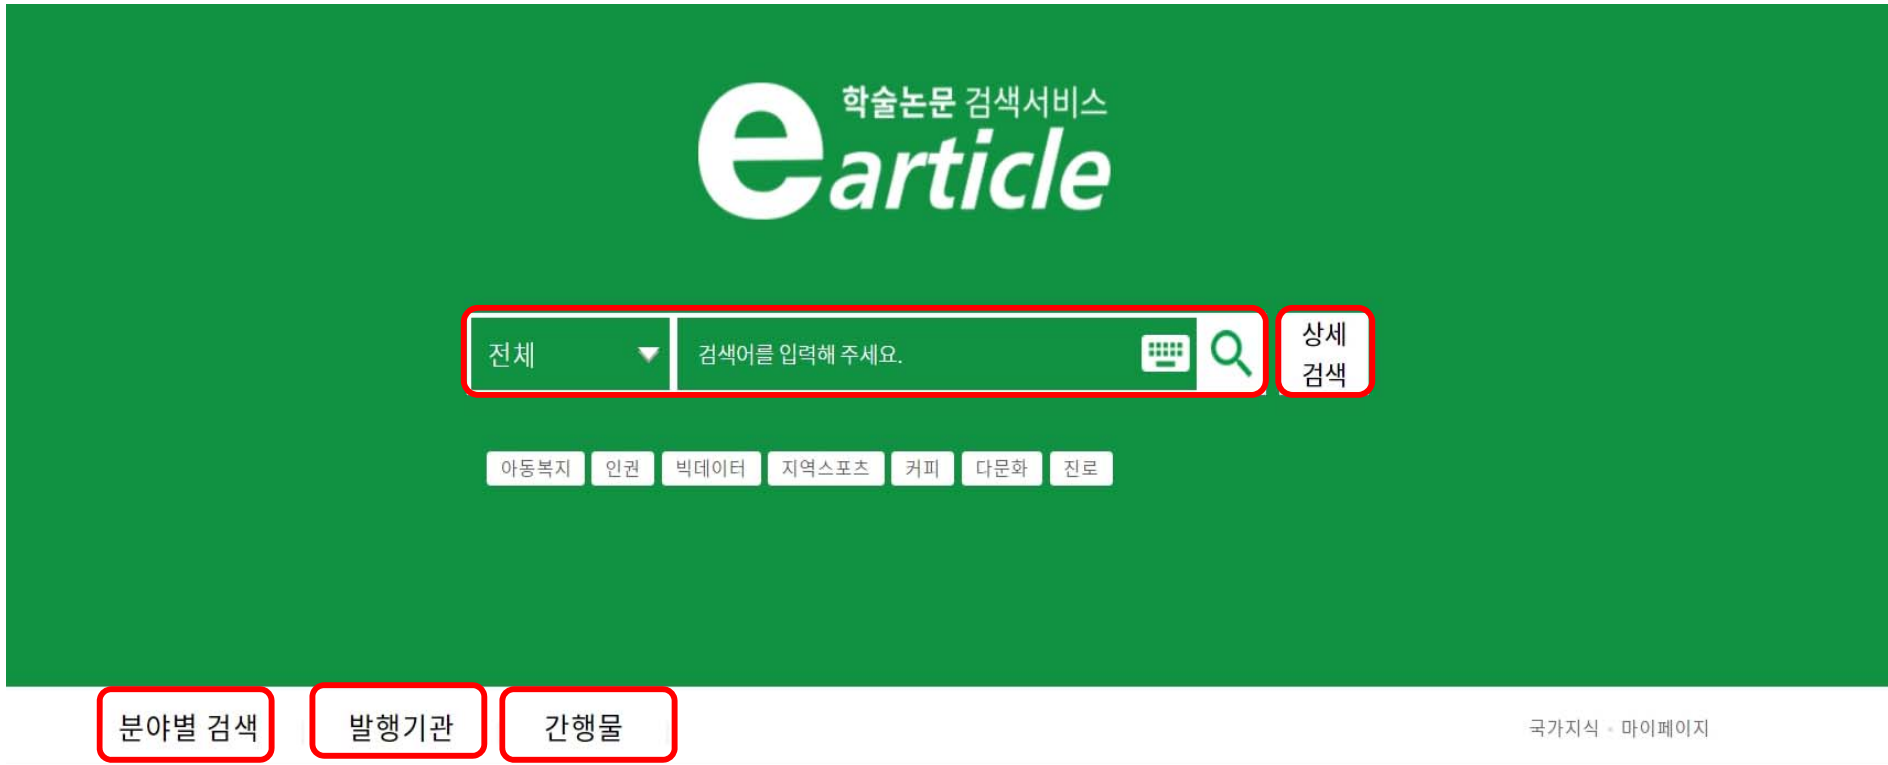 학술논문 검색서비스
earticle
전체
검색어를 입력해 주세요.
상세
검색
아동복지 인권 빅데이터 지역스포츠 커피 다문화 진로
분야별 검색 발행기관 간행물 국가지식 • 마이페이지